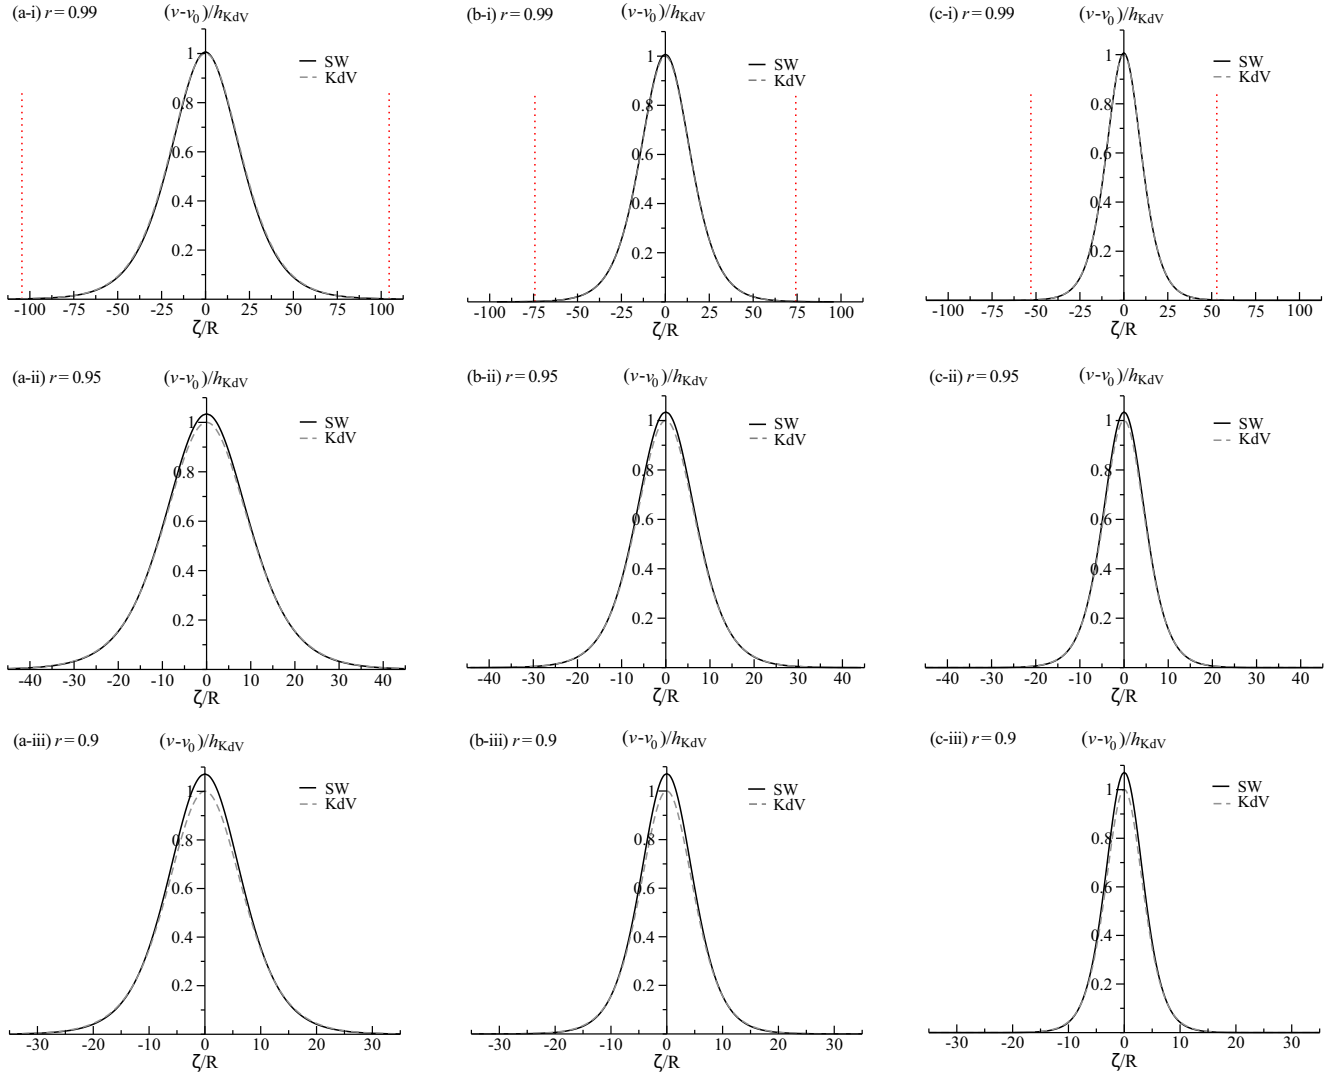 (a-i) r = 0.99
(v-v0)/hKdV
SW
KdV
1
0.8
0.6
0.4
0.2
-100 -75 -50 -25 0 25 50 75 100
ζ/R
(b-i) r = 0.99
(v-v0)/hKdV
SW
KdV
1
0.8
0.6
0.4
0.2
-100 -75 -50 -25 0 25 50 75 100
ζ/R
(c-i) r = 0.99
(v-v0)/hKdV
SW
KdV
1
0.8
0.6
0.4
0.2
-100 -75 -50 -25 0 25 50 75 100
ζ/R
(a-ii) r = 0.95
(v-v0)/hKdV
SW
KdV
1
0.8
0.6
0.4
0.2
-40 -30 -20 -10 0 10 20 30 40
ζ/R
(b-ii) r = 0.95
(v-v0)/hKdV
SW
KdV
1
0.8
0.6
0.4
0.2
-40 -30 -20 -10 0 10 20 30 40
ζ/R
(c-ii) r = 0.95
(v-v0)/hKdV
SW
KdV
1
0.8
0.6
0.4
0.2
-40 -30 -20 -10 0 10 20 30 40
ζ/R
(a-iii) r = 0.9
(v-v0)/hKdV
SW
KdV
1
0.8
0.6
0.4
0.2
-30 -20 -10 0 10 20 30
ζ/R
(b-iii) r = 0.9
(v-v0)/hKdV
SW
KdV
1
0.8
0.6
0.4
0.2
-30 -20 -10 0 10 20 30
ζ/R
(c-iii) r = 0.9
(v-v0)/hKdV
SW
KdV
1
0.8
0.6
0.4
0.2
-30 -20 -10 0 10 20 30
ζ/R